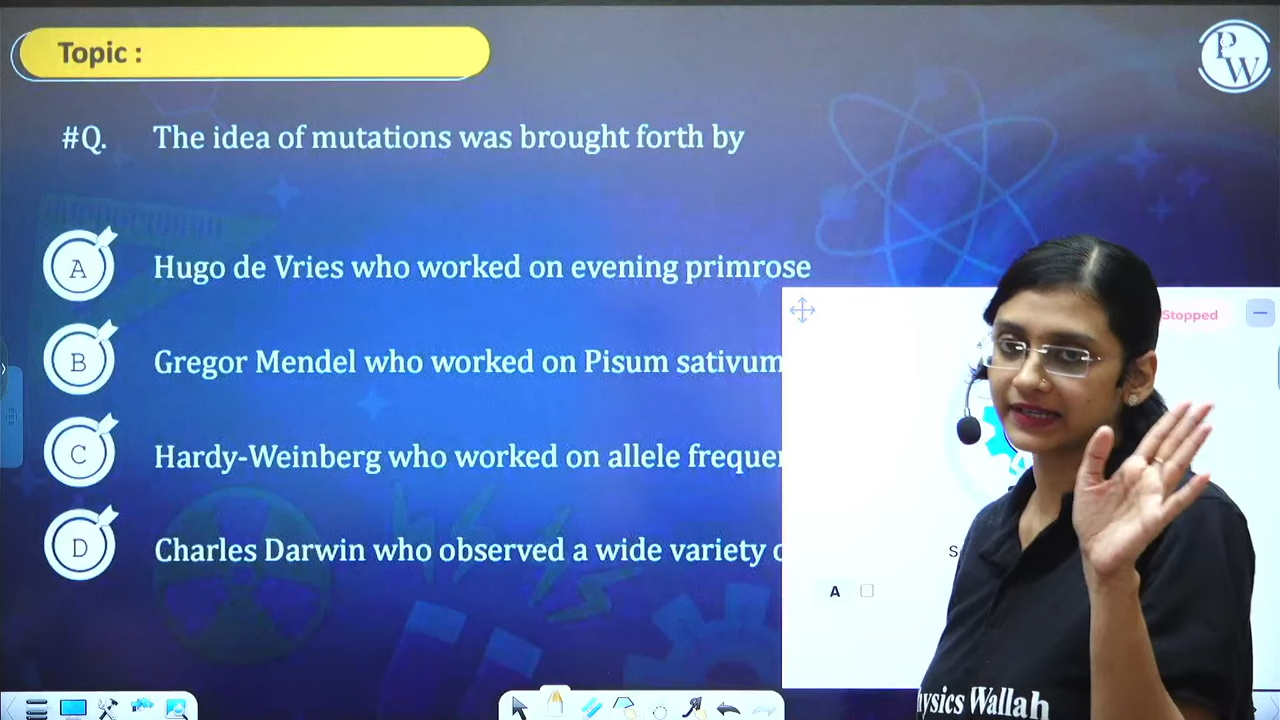 Topic :
PW
#Q. The idea of mutations was brought forth by
A Hugo de Vries who worked on evening primrose
B Gregor Mendel who worked on Pisum sativum
C Hardy-Weinberg who worked on allele
D Charles Darwin who observed a wide variety
Stopped
A
Wallah